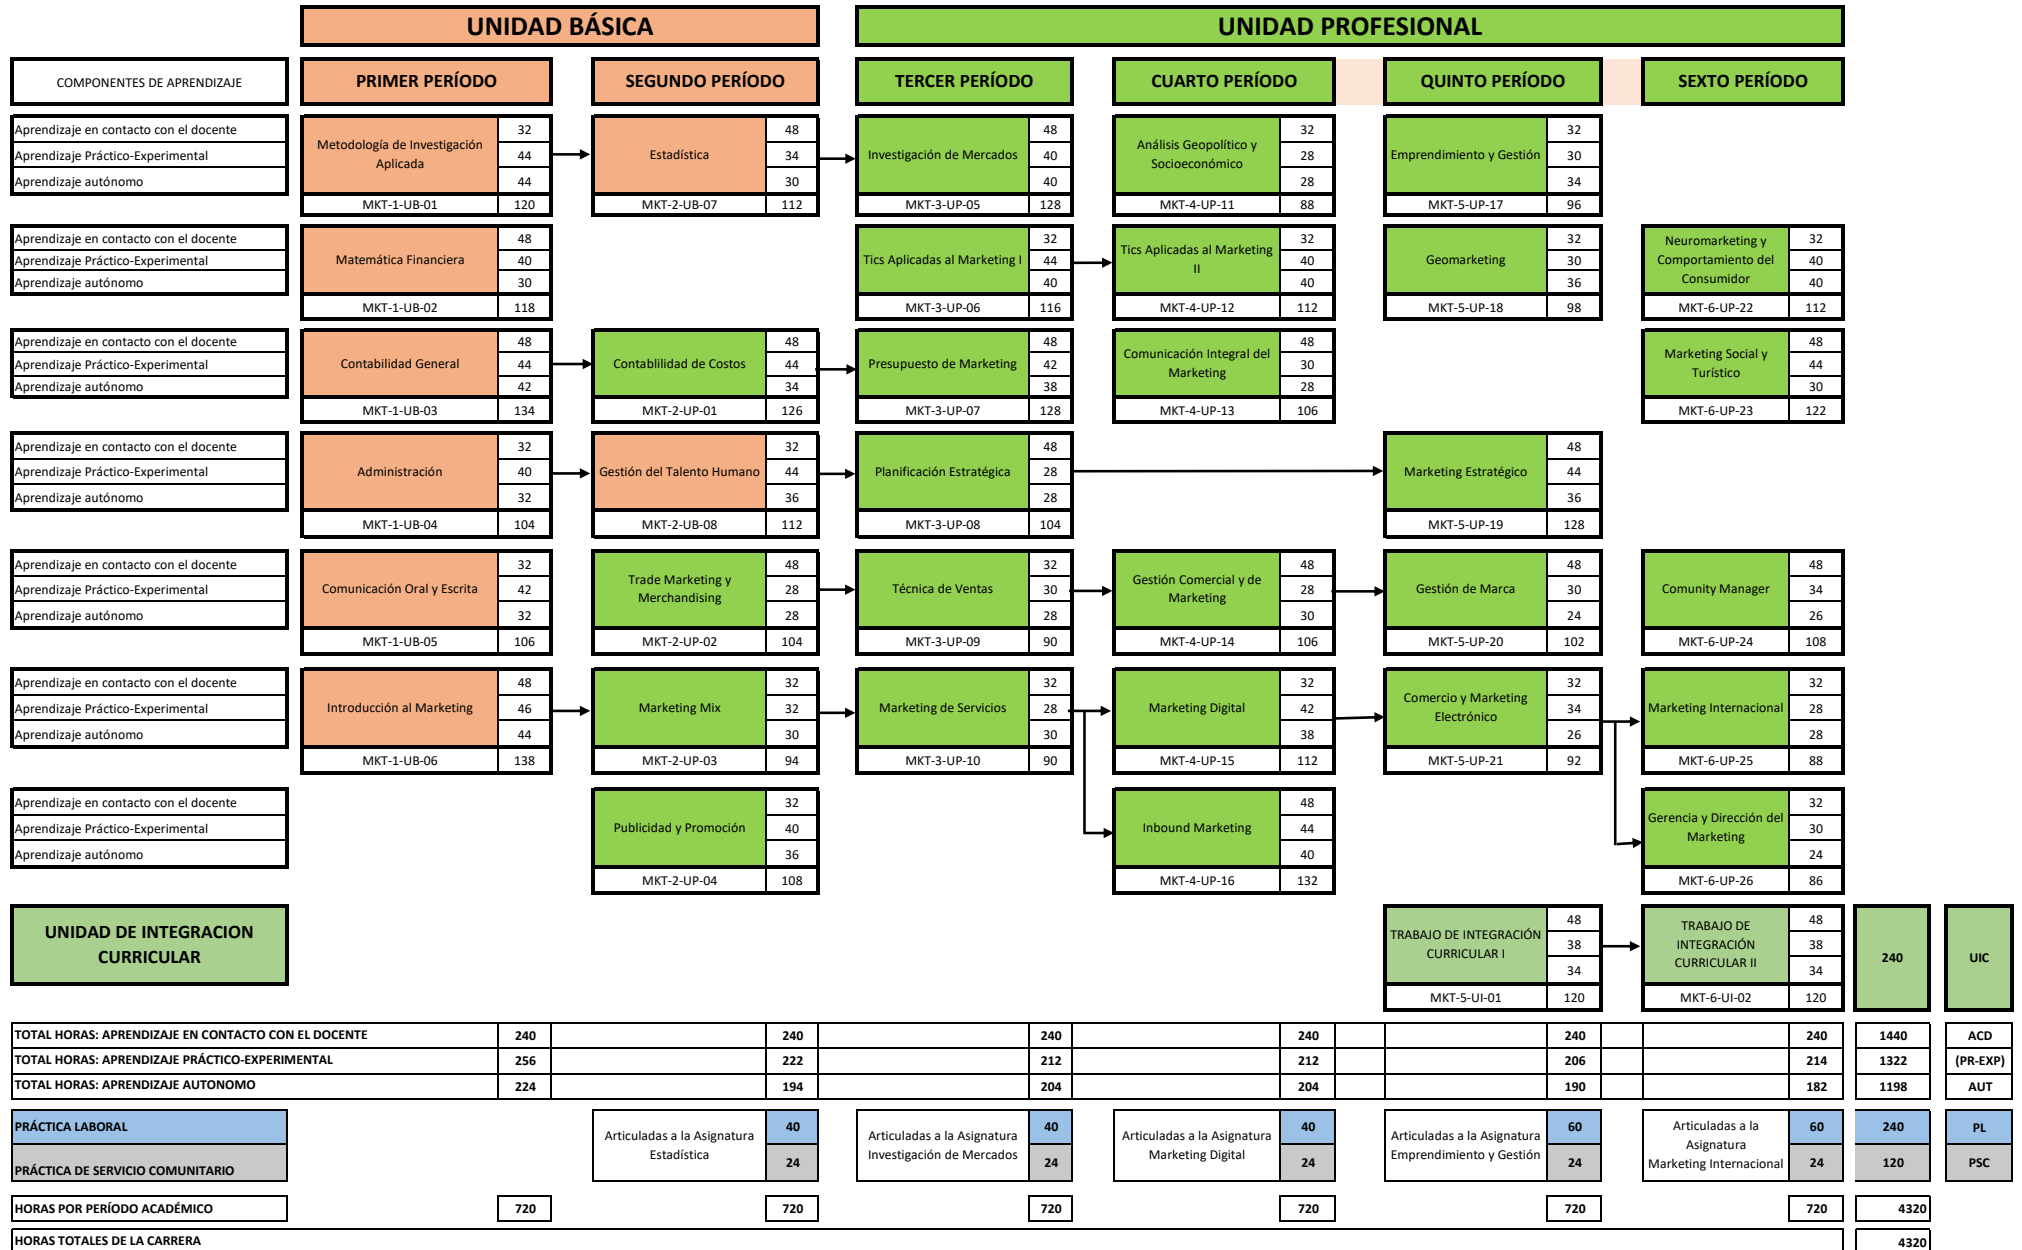 UNIDAD BÁSICA
UNIDAD PROFESIONAL
COMPONENTES DE APRENDIZAJE
PRIMER PERÍODO
SEGUNDO PERÍODO
TERCER PERÍODO
CUARTO PERÍODO
QUINTO PERÍODO
SEXTO PERÍODO
Aprendizaje en contacto con el docente
Aprendizaje Práctico-Experimental
Aprendizaje autónomo
Metodología de Investigación
Aplicada
32
44
44
MKT-1-UB-01 120
Estadística
48
34
30
MKT-2-UB-07 112
Investigación de Mercados
48
40
40
MKT-3-UP-05 128
Análisis Geopolítico y
Socioeconómico
32
28
28
MKT-4-UP-11 88
Emprendimiento y Gestión
32
30
34
MKT-5-UP-17 96
Aprendizaje en contacto con el docente
Aprendizaje Práctico-Experimental
Aprendizaje autónomo
Matemática Financiera
48
40
30
MKT-1-UB-02 118
Tics Aplicadas al Marketing I
32
44
40
MKT-3-UP-06 116
Tics Aplicadas al Marketing
II
32
40
40
MKT-4-UP-12 112
Geomarketing
32
30
36
MKT-5-UP-18 98
Neuromarketing y
Comportamiento del
Consumidor
32
40
40
MKT-6-UP-22 112
Aprendizaje en contacto con el docente
Aprendizaje Práctico-Experimental
Aprendizaje autónomo
Contabilidad General
48
44
42
MKT-1-UB-03 134
Contablilidad de Costos
48
44
34
MKT-2-UP-01 126
Presupuesto de Marketing
48
42
38
MKT-3-UP-07 128
Comunicación Integral del
Marketing
48
30
28
MKT-4-UP-13 106
Marketing Social y
Turístico
48
44
30
MKT-6-UP-23 122
Aprendizaje en contacto con el docente
Aprendizaje Práctico-Experimental
Aprendizaje autónomo
Administración
32
40
32
MKT-1-UB-04 104
Gestión del Talento Humano
32
44
36
MKT-2-UB-08 112
Planificación Estratégica
48
28
28
MKT-3-UP-08 104
Marketing Estratégico
48
44
36
MKT-5-UP-19 128
Aprendizaje en contacto con el docente
Aprendizaje Práctico-Experimental
Aprendizaje autónomo
Comunicación Oral y Escrita
32
42
32
MKT-1-UB-05 106
Trade Marketing y
Merchandising
48
28
28
MKT-2-UP-02 104
Técnica de Ventas
32
30
28
MKT-3-UP-09 90
Gestión Comercial y de
Marketing
48
28
30
MKT-4-UP-14 106
Gestión de Marca
48
30
24
MKT-5-UP-20 102
Comunity Manager
48
34
26
MKT-6-UP-24 108
Aprendizaje en contacto con el docente
Aprendizaje Práctico-Experimental
Aprendizaje autónomo
Introducción al Marketing
48
46
44
MKT-1-UB-06 138
Marketing Mix
32
32
30
MKT-2-UP-03 94
Marketing de Servicios
32
28
30
MKT-3-UP-10 90
Marketing Digital
32
42
38
MKT-4-UP-15 112
Comercio y Marketing
Electrónico
32
34
26
MKT-5-UP-21 92
Marketing Internacional
32
28
28
MKT-6-UP-25 88
Aprendizaje en contacto con el docente
Aprendizaje Práctico-Experimental
Aprendizaje autónomo
Publicidad y Promoción
32
40
36
MKT-2-UP-04 108
Inbound Marketing
48
44
40
MKT-4-UP-16 132
Gerencia y Dirección del
Marketing
32
30
24
MKT-6-UP-26 86
UNIDAD DE INTEGRACION
CURRICULAR
TRABAJO DE INTEGRACIÓN
CURRICULAR I
48
38
34
MKT-5-UI-01 120
TRABAJO DE
INTEGRACIÓN
CURRICULAR II
48
38
34
MKT-6-UI-02 120
240
UIC
TOTAL HORAS: APRENDIZAJE EN CONTACTO CON EL DOCENTE 240 240 240 240 240 240 1440 ACD
TOTAL HORAS: APRENDIZAJE PRÁCTICO-EXPERIMENTAL 256 222 212 212 206 214 1322 (PR-EXP)
TOTAL HORAS: APRENDIZAJE AUTONOMO 224 194 204 204 190 182 1198 AUT
PRÁCTICA LABORAL
PRÁCTICA DE SERVICIO COMUNITARIO
Articuladas a la Asignatura
Estadística
40
24
Articuladas a la Asignatura
Investigación de Mercados
40
24
Articuladas a la Asignatura
Marketing Digital
40
24
Articuladas a la Asignatura
Emprendimiento y Gestión
60
24
Articuladas a la
Asignatura
Marketing Internacional
60
24
240 PL
120 PSC
HORAS POR PERÍODO ACADÉMICO 720 720 720 720 720 720 4320
HORAS TOTALES DE LA CARRERA 4320